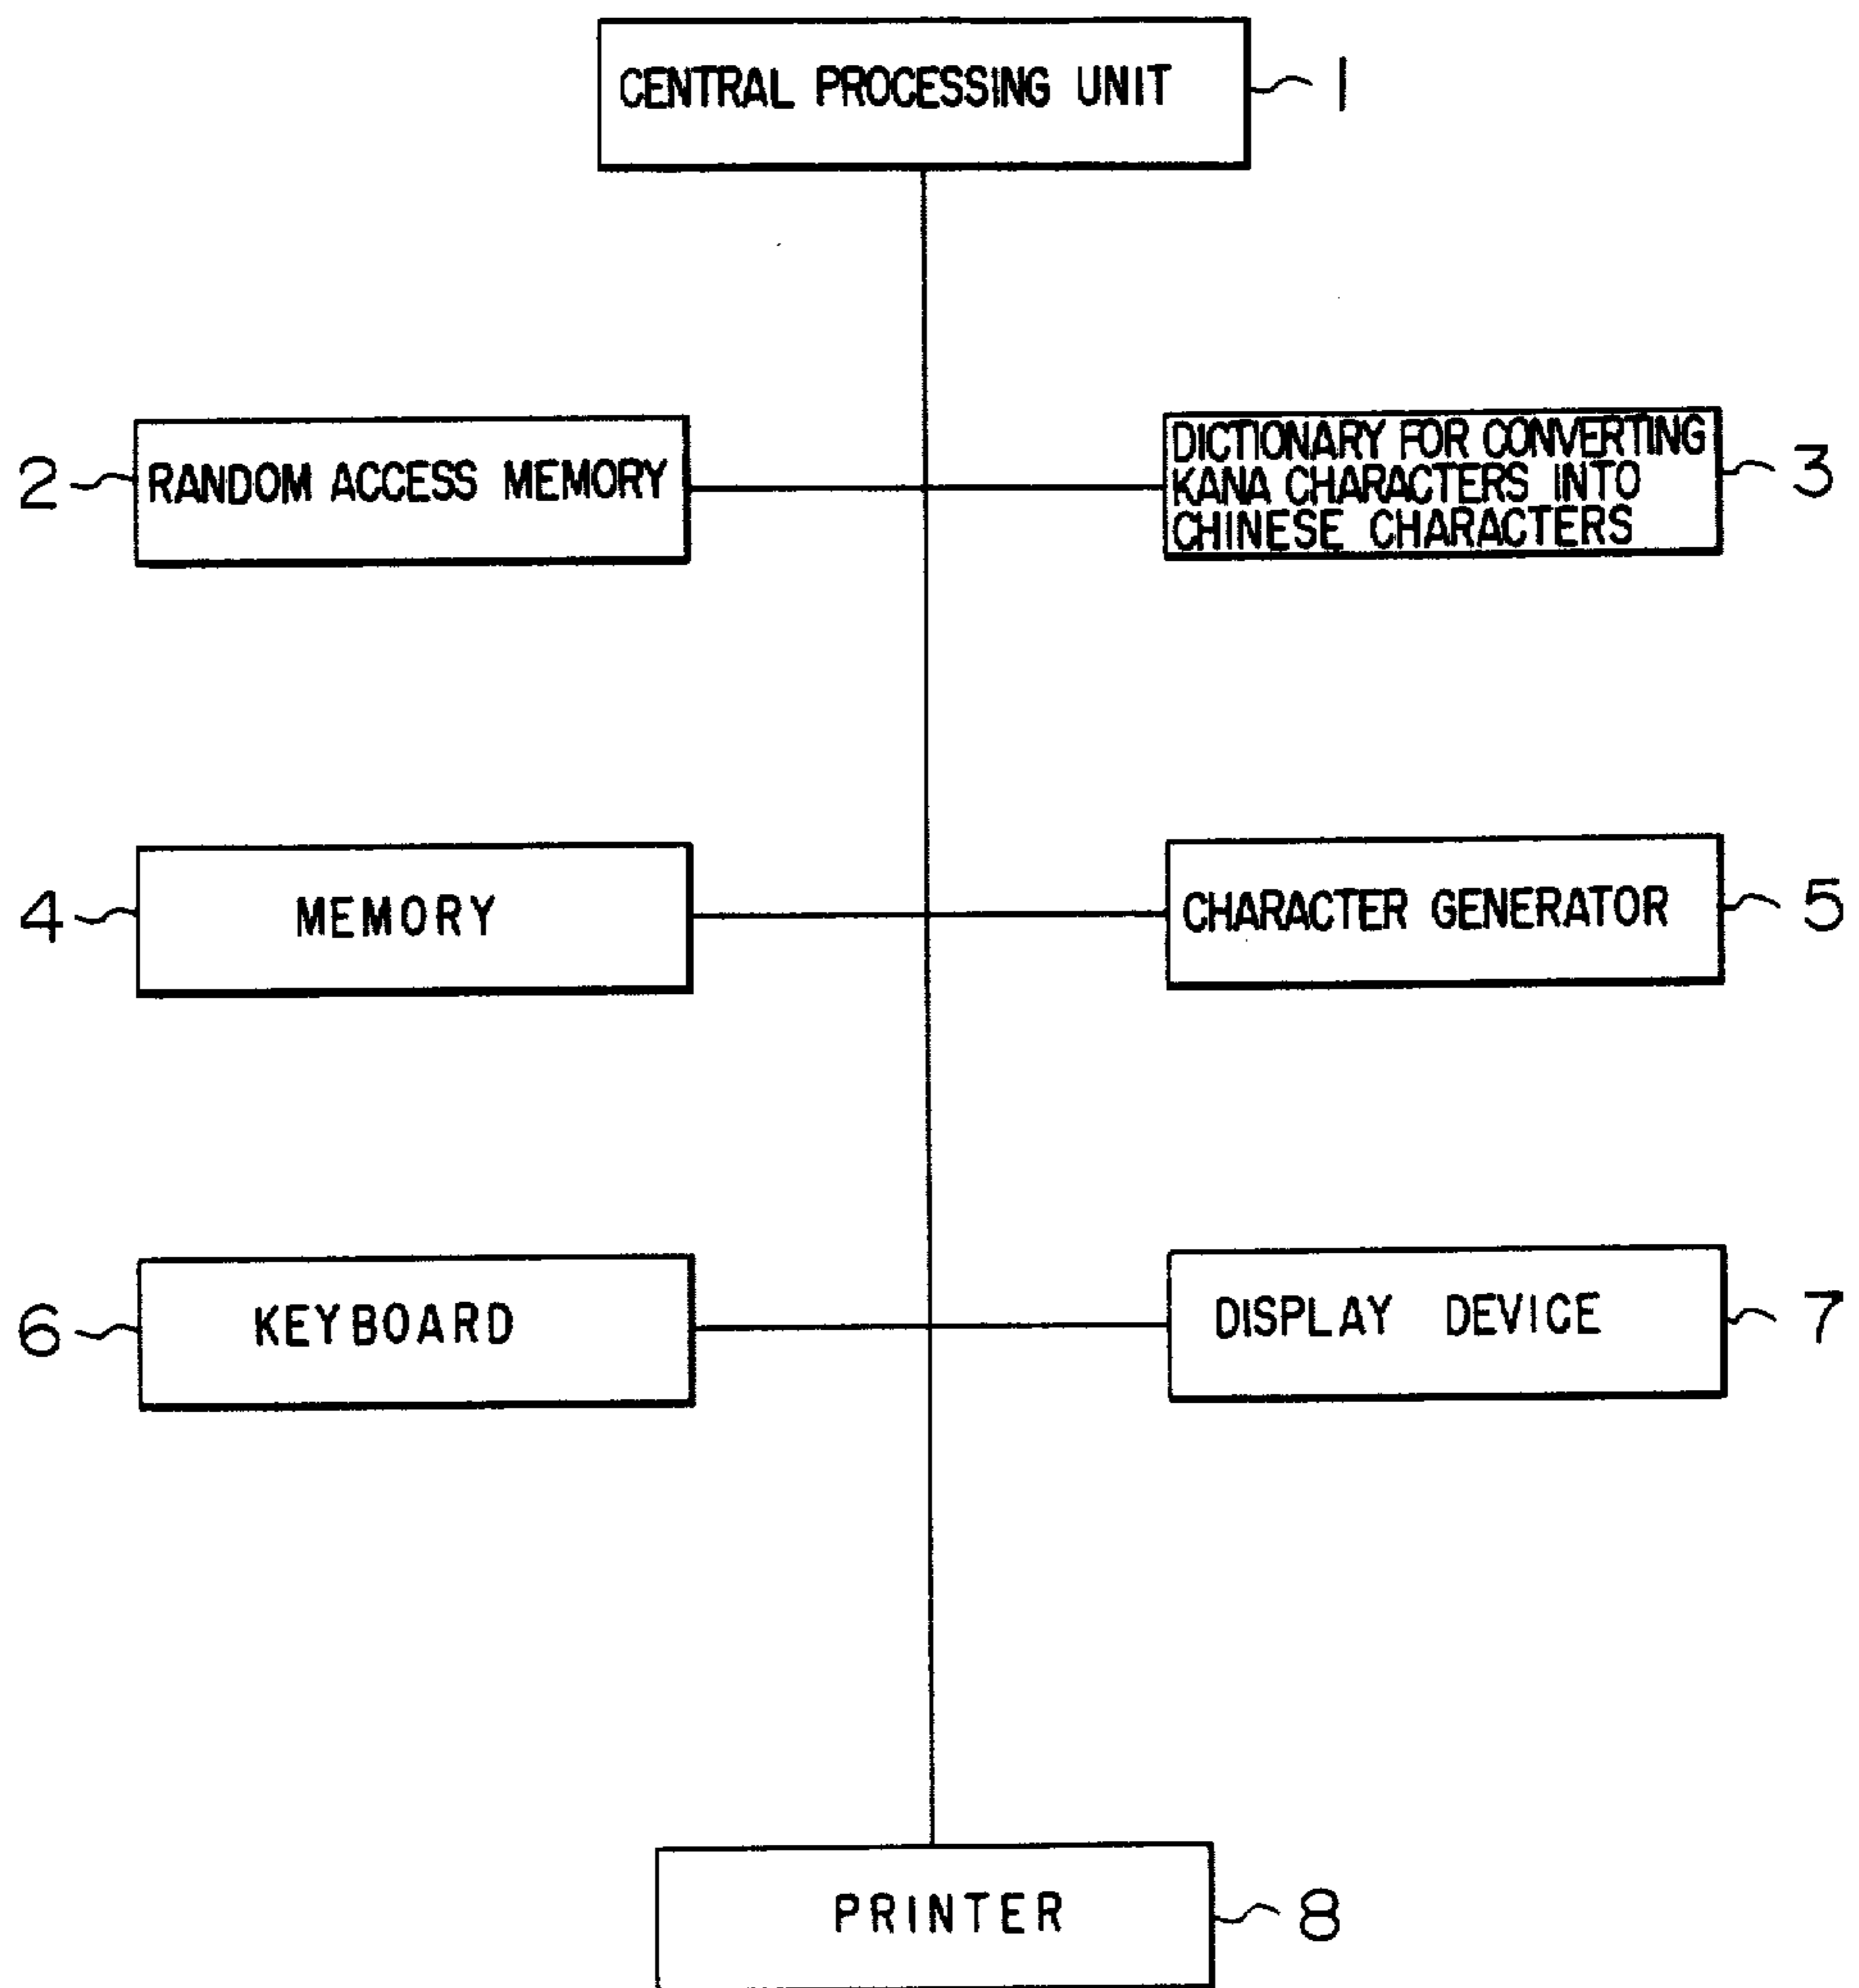 CENTRAL PROCESSING UNIT 1
2 RANDOM ACCESS MEMORY
DICTIONARY FOR CONVERTING
KANA CHARACTERS INTO
CHINESE CHARACTERS
3
4 MEMORY
CHARACTER GENERATOR 5
6 KEYBOARD
DISPLAY DEVICE 7
PRINTER 8